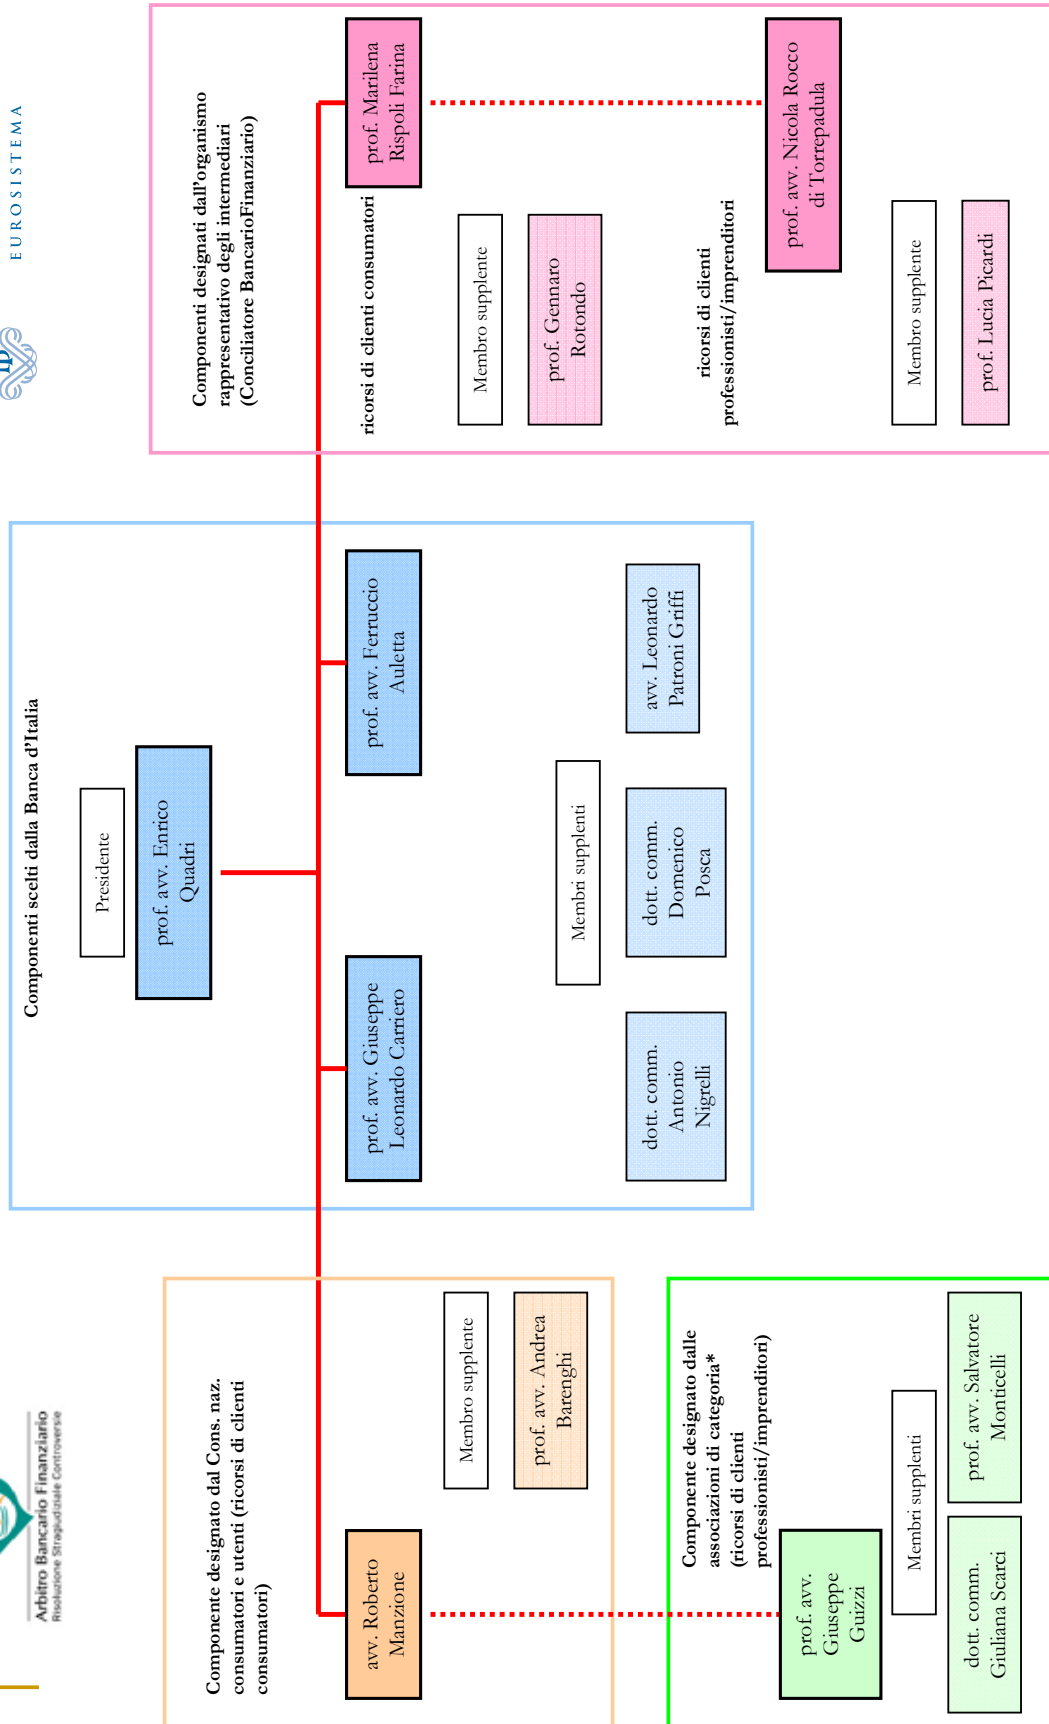 Arbitro Bancario Finanziario
Risoluzione Stragiudiziale Controversie
EUROSISTEMA
Componenti scelti dalla Banca d'Italia
Presidente
prof. avv. Enrico
Quadri
prof. avv. Giuseppe
Leonardo Carriero
prof. avv. Ferruccio
Auletta
Membri supplenti
dott. comm.
Antonio
Nigrelli
dott. comm.
Domenico
Posca
avv. Leonardo
Patroni Griffi
Componente designato dal Cons. naz.
consumatori e utenti (ricorsi di clienti
consumatori)
avv. Roberto
Manzione
Membro supplente
prof. avv. Andrea
Barenghi
Componente designato dalle
associazioni di categoria*
(ricorsi di clienti
professionisti/imprenditori)
prof. avv.
Giuseppe
Guizzi
Membri supplenti
dott. comm.
Giuliana Scarci
prof. avv. Salvatore
Monticelli
Componenti designati dall'organismo
rappresentativo degli intermediari
(Conciliatore BancarioFinanziario)
prof. Marilena
Rispoli Farina
ricorsi di clienti consumatori
Membro supplente
prof. Gennaro
Rotondo
ricorsi di clienti
professionisti/imprenditori
prof. avv. Nicola Rocco
di Torrepadula
Membro supplente
prof. Lucia Picardi